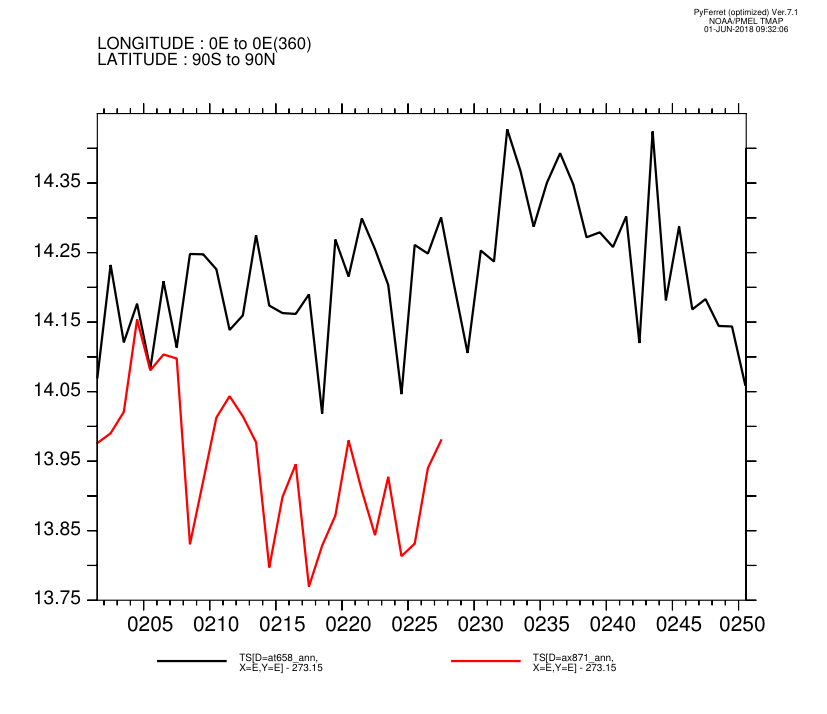 PyFerret (optimized) Ver.7.1
NOAA/PMEL TMAP
01-JUN-2018 09:32:06
LONGITUDE : 0E to 0E(360)
LATITUDE : 90S to 90N
14.35
14.25
14.15
14.05
13.95
13.85
13.75
0205 0210 0215 0220 0225 0230 0235 0240 0245 0250
TS[D=at658_ann,
X=E,Y=E] - 273.15
TS[D=ax871_ann,
X=E,Y=E] - 273.15